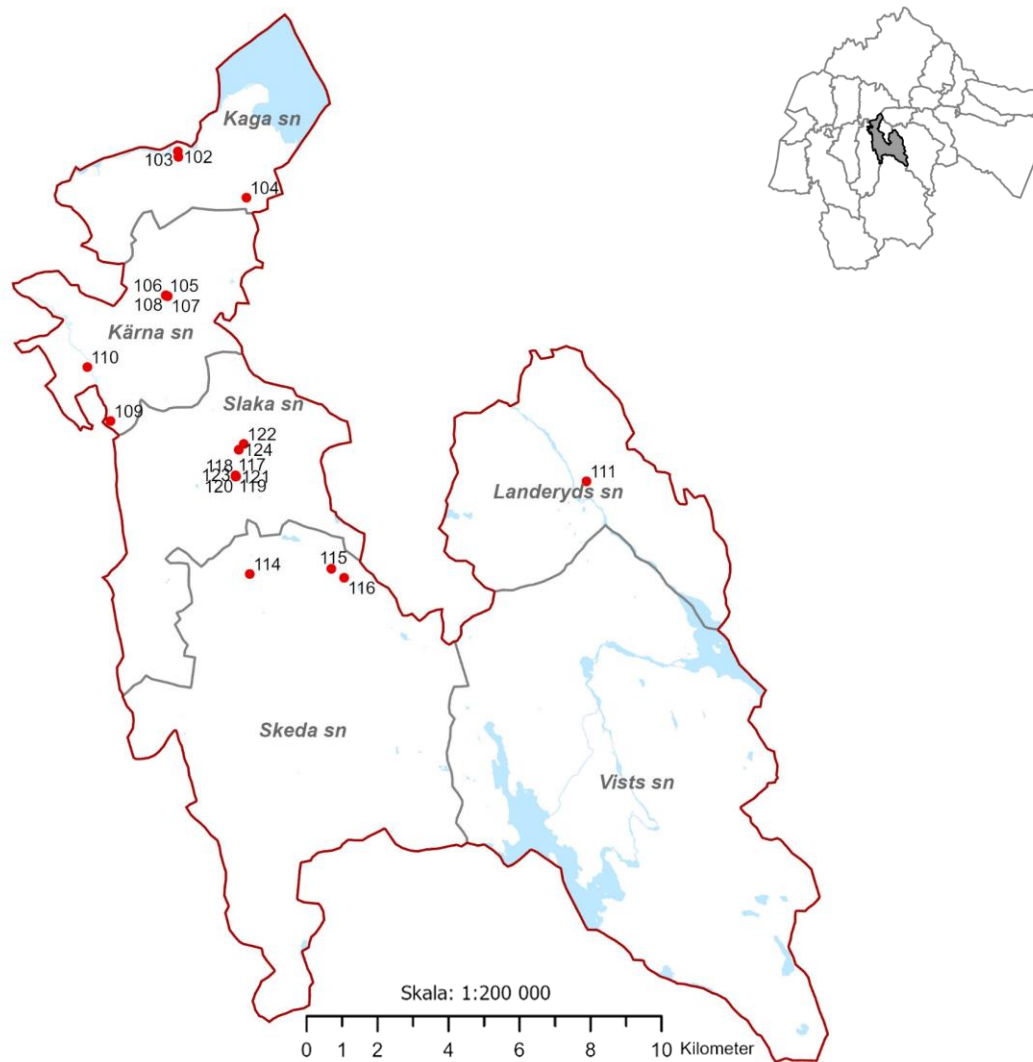 Kaga sn
103 102
104
106 105
108 107
Kärna sn
110
109
Slaka sn
122
124
118 117
123 121
120 119
111
Landeryds sn
114
115
116
Skeda sn
Vists sn
Skala: 1:200 000
0 1 2 4 6 8 10 Kilometer